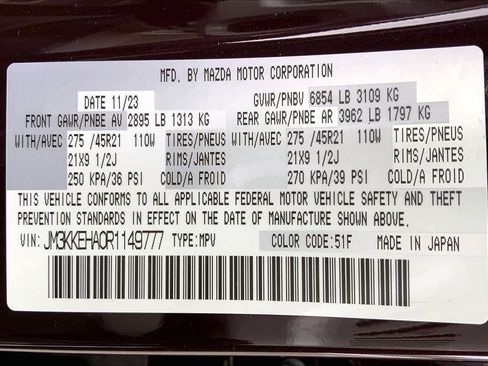 MFD. BY MAZDA MOTOR CORPORATION
DATE 11/23 GVWR/PNBV 6854 LB 3109 KG
FRONT GAWR/PNBE AV 2895 LB 1313 KG REAR GAWR/PNBE AR 3962 LB 1797 KG
WITH/AVEC 275 /45R21 110W TIRES/PNEUS WITH/AVEC 275 /45R21 110W TIRES/PNEUS
21X9 1/2J RIMS/JANTES 21X9 1/2J RIMS/JANTES
250 KPA/36 PSI COLD/A FROID 270 KPA/39 PSI COLD/A FROID
THIS VEHICLE CONFORMS TO ALL APPLICABLE FEDERAL MOTOR VEHICLE SAFETY AND THEFT
PREVENTION STANDARDS IN EFFECT ON THE DATE OF MANUFACTURE SHOWN ABOVE.
VIN: JM3KKEHA0R1149777 TYPE:MPV COLOR CODE:51F MADE IN JAPAN